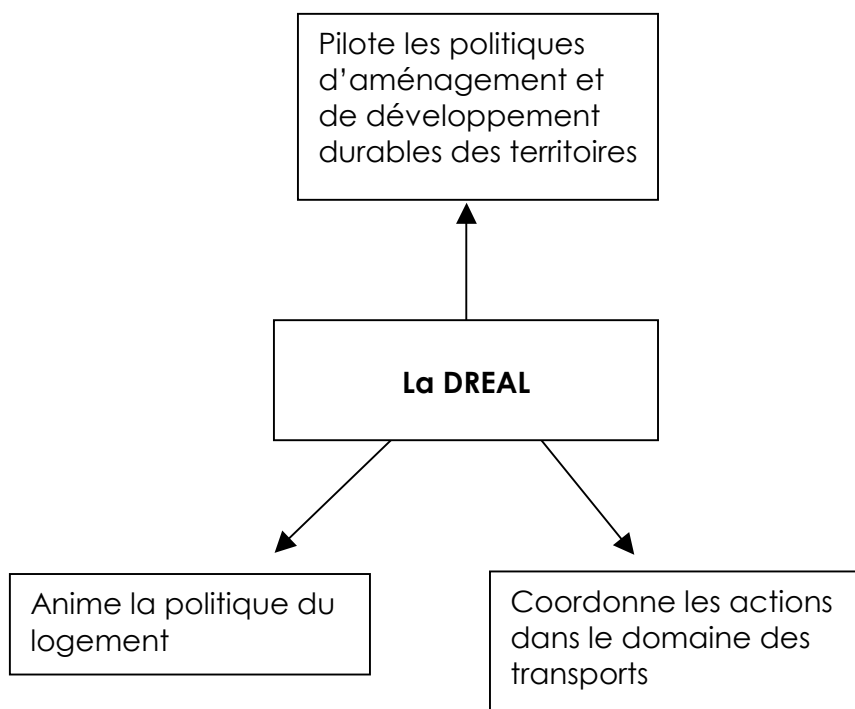 Pilote les politiques
d’aménagement et
de développement
durables des territoires
La DREAL
Anime la politique du
logement
Coordonne les actions
dans le domaine des
transports